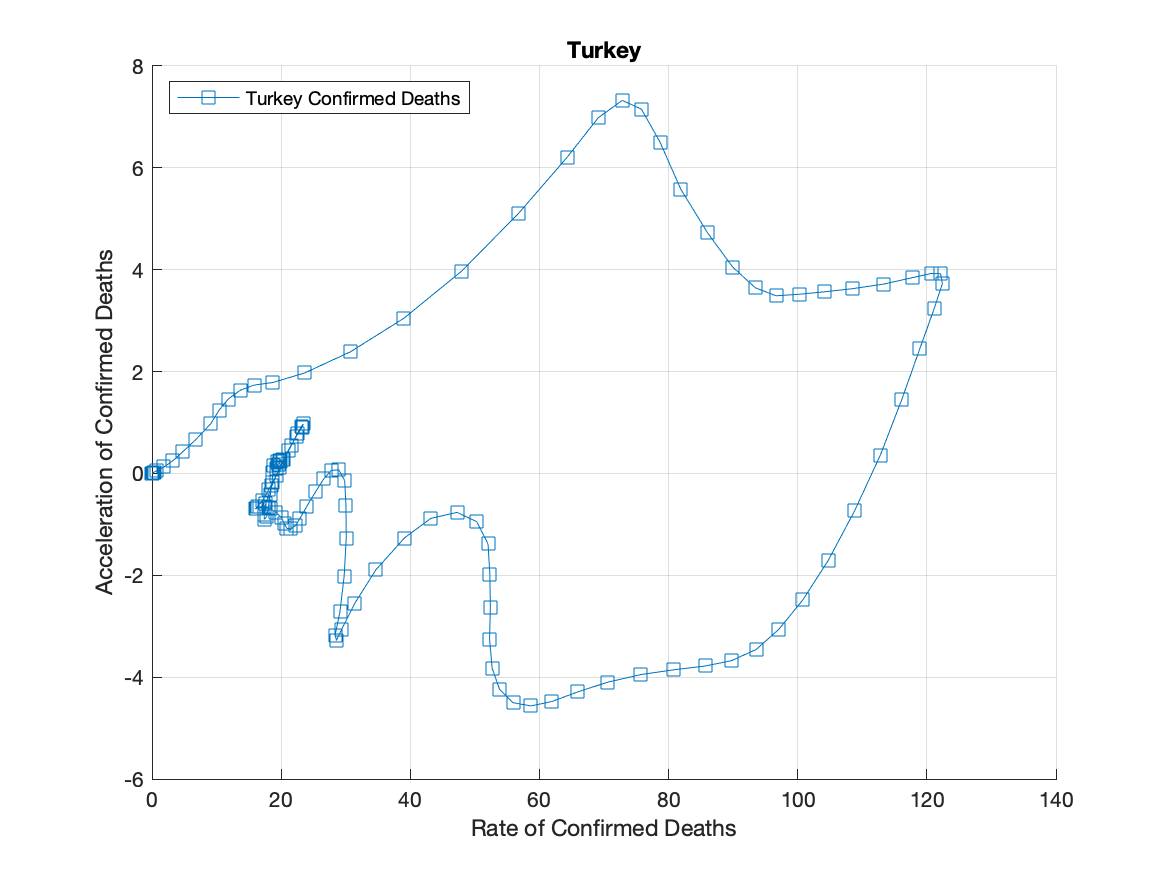 Turkey
Turkey Confirmed Deaths
8
6
4
2
0
-2
-4
-6
Acceleration of Confirmed Deaths
0 20 40 60 80 100 120 140
Rate of Confirmed Deaths